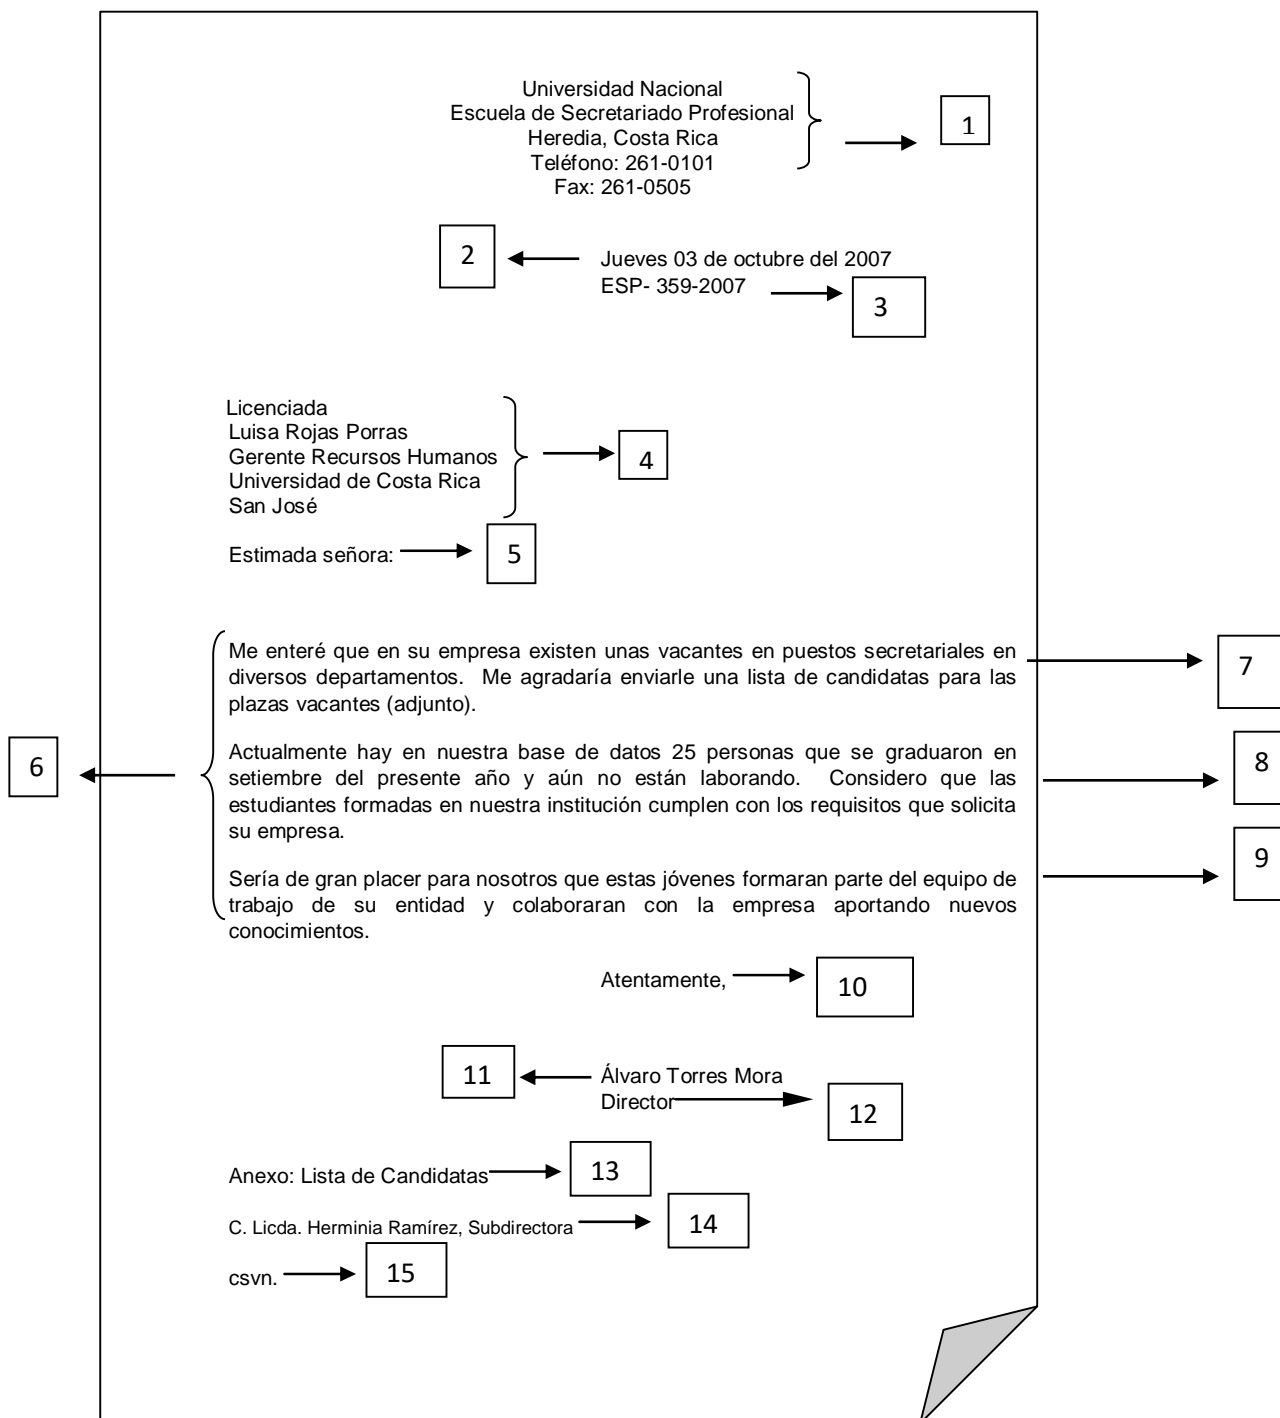 Universidad Nacional
Escuela de Secretariado Profesional
Heredia, Costa Rica
1
Teléfono: 261-0101
Fax: 261-0505
2
Jueves 03 de octubre del 2007
ESP- 359-2007
3
Licenciada
Luisa Rojas Porras
Gerente Recursos Humanos
4
Universidad de Costa Rica
San José
Estimada señora:
5
Me enteré que en su empresa existen unas vacantes en puestos secretariales en
7
diversos departamentos. Me agradaría enviarle una lista de candidatas para las
plazas vacantes (adjunto).
6
Actualmente hay en nuestra base de datos 25 personas que se graduaron en
8
setiembre del presente año y aún no están laborando. Considero que las
estudiantes formadas en nuestra institución cumplen con los requisitos que solicita
su empresa.
9
Sería de gran placer para nosotros que estas jóvenes formaran parte del equipo de
trabajo de su entidad y colaboraran con la empresa aportando nuevos
conocimientos.
Atentamente,
10
11
Álvaro Torres Mora
Director
12
Anexo: Lista de Candidatas
13
C. Licda. Herminia Ramírez, Subdirectora
14
csvn.
15